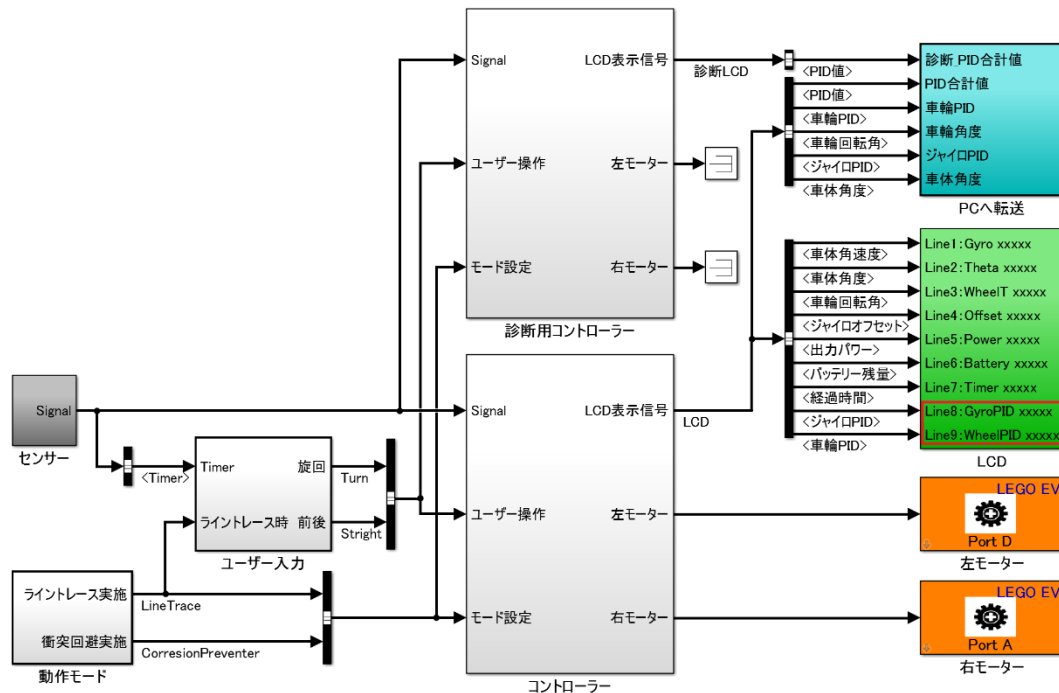 Signal
ユーザー操作
モード設定
LCD表示信号
左モーター
右モーター
診断用コントローラー
診断LCD
<PID値>
<PID値>
<車輪PID>
<車輪回転角>
<ジャイロPID>
<車体角度>
診断_PID合計値
PID合計値
車輪PID
車輪角度
ジャイロPID
車体角度
PCへ転送
<車体角速度>
<車体角度>
<車輪回転角>
<ジャイロオフセット>
<出力パワー>
<バッテリー残量>
<経過時間>
<ジャイロPID>
<車輪PID>
Line1:Gyro xxxxx
Line2:Theta xxxxx
Line3:WheelT xxxxx
Line4:Offset xxxxx
Line5:Power xxxxx
Line6:Battery xxxxx
Line7:Timer xxxxx
Line8:GyroPID xxxxx
Line9:WheelPID xxxxx
LCD
Signal
センサー
<Timer>
Timer
ライントレース時
旋回
前後
ユーザー入力
Turn
Stright
ライントレース実施
衝突回避実施
動作モード
LineTrace
CorresionPreventer
Signal
ユーザー操作
モード設定
LCD表示信号
左モーター
右モーター
コントローラー
LCD
LEGO EV
Port D
左モーター
LEGO EV
Port A
右モーター